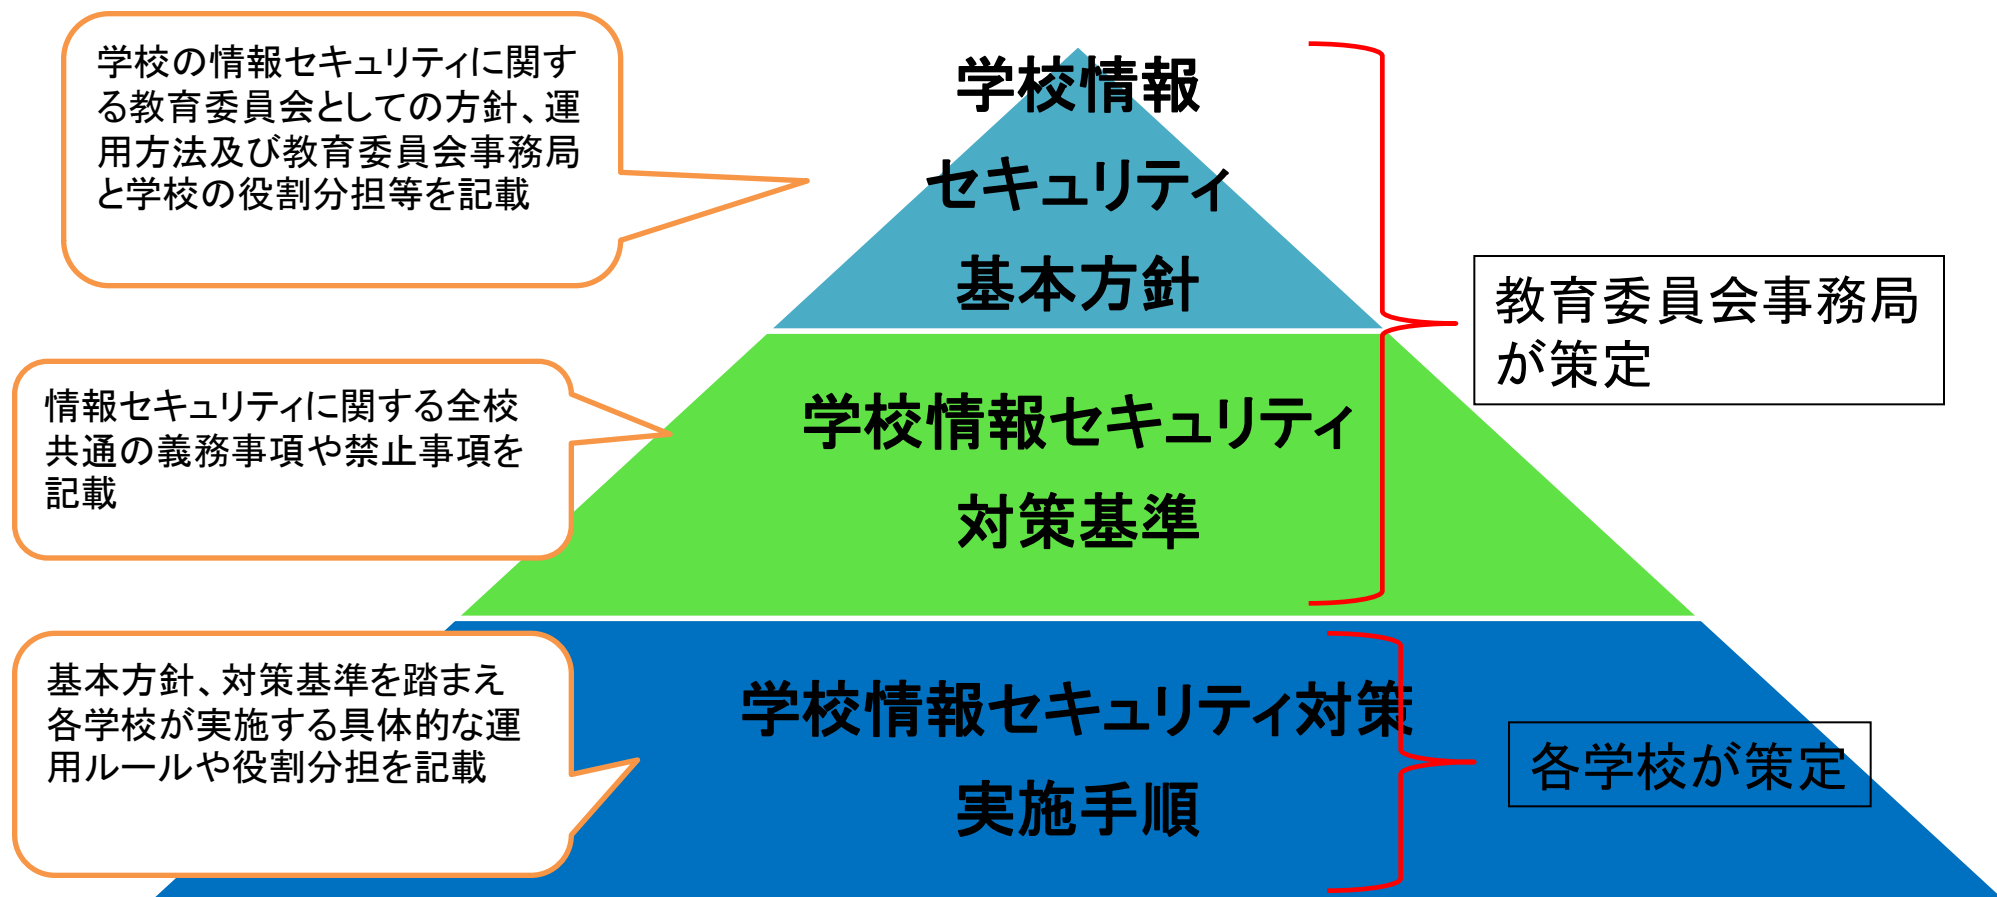 学校の情報セキュリティに関す
る教育委員会としての方針、運
用方法及び教育委員会事務局
と学校の役割分担等を記載
学校情報
セキュリティ
基本方針
教育委員会事務局
が策定
情報セキュリティに関する全校
共通の義務事項や禁止事項を
記載
学校情報セキュリティ
対策基準
基本方針、対策基準を踏まえ
各学校が実施する具体的な運
用ルールや役割分担を記載
学校情報セキュリティ対策
実施手順
各学校が策定